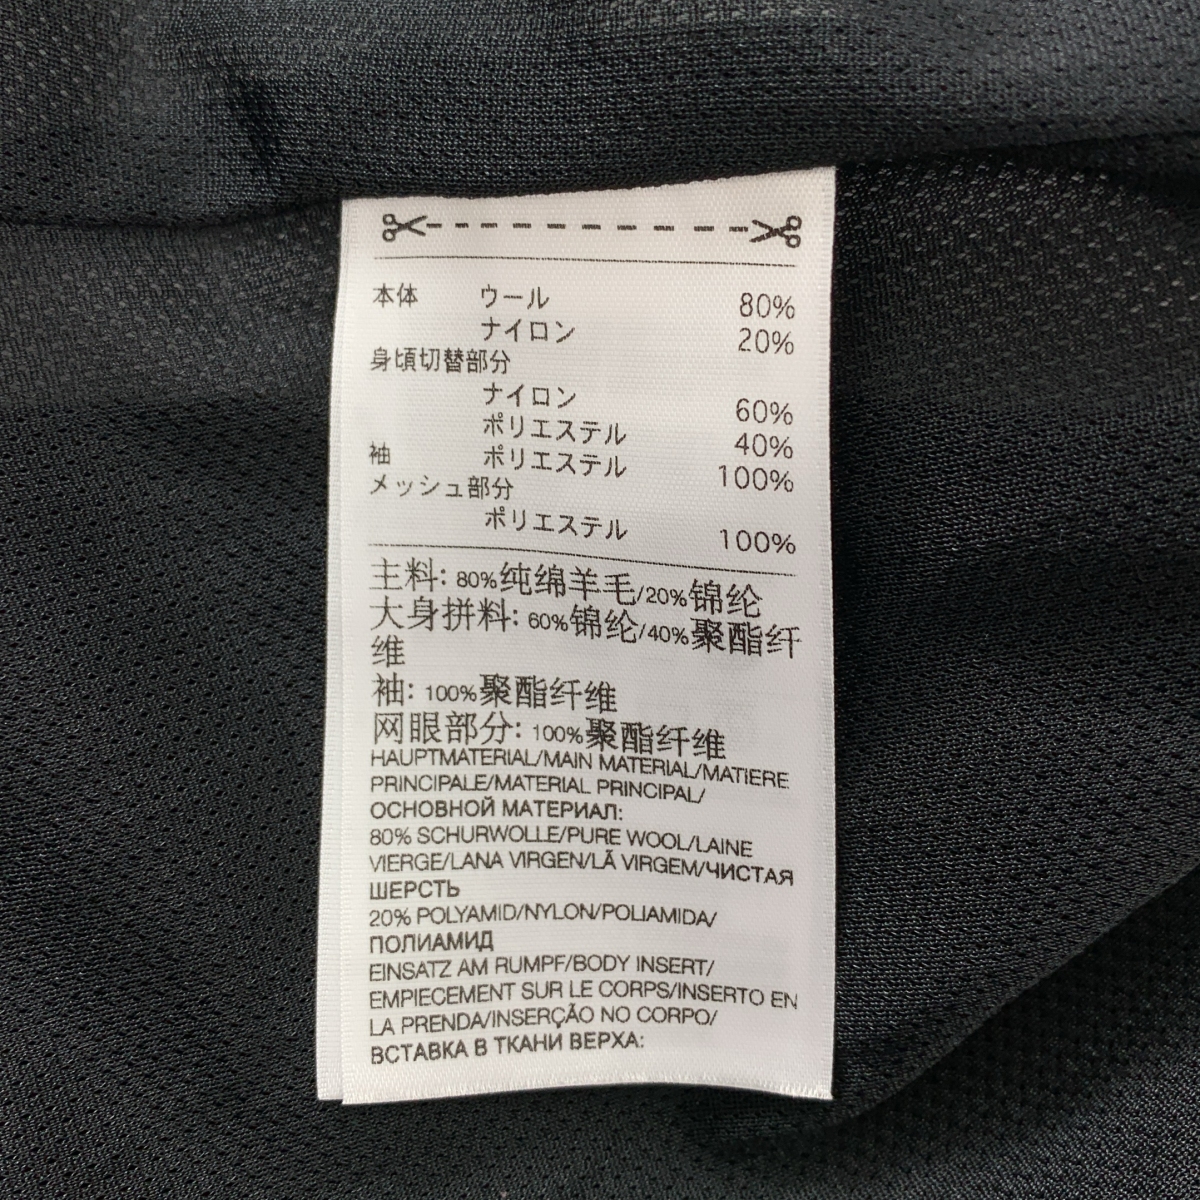 本体 ウール 80%
ナイロン 20%
身頃切替部分
ナイロン 60%
ポリエステル 40%
袖 ポリエステル 100%
メッシュ部分
ポリエステル 100%
主料: 80%纯绵羊毛/20%锦纶
大身拼料: 60%锦纶/40%聚酯纤
维
袖: 100%聚酯纤维
网眼部分: 100%聚酯纤维
HAUPTMATERIAL/MAIN MATERIAL/MATIERE
PRINCIPALE/MATERIAL PRINCIPAL/
ОСНОВНОЙ МАТЕРИАЛ:
80% SCHURWOLLE/PURE WOOL/LAINE
VIERGE/LANA VIRGEN/LÃ VIRGEM/ЧИСТАЯ
ШЕРСТЬ
20% POLYAMID/NYLON/POLIAMIDA/
ПОЛИАМИД
EINSATZ AM RUMPF/BODY INSERT/
EMPIECEMENT SUR LE CORPS/INSERTO EN
LA PRENDA/INSERÇÃO NO CORPO/
ВСТАВКА В ТКАНИ ВЕРХА: